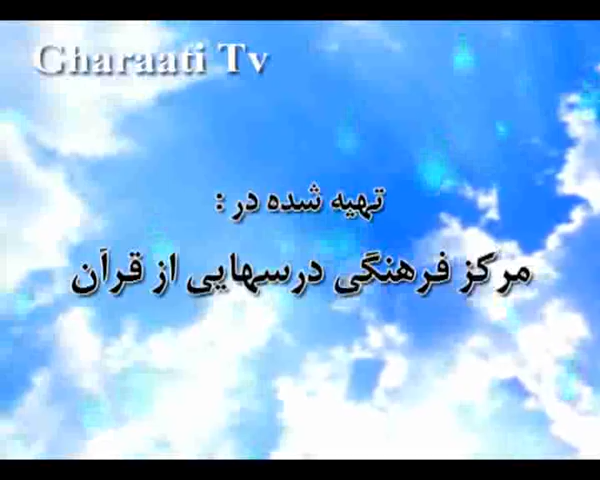 Gharaati Tv
تهیه شده در :
مرکز فرهنگی درسهایی از قرآن